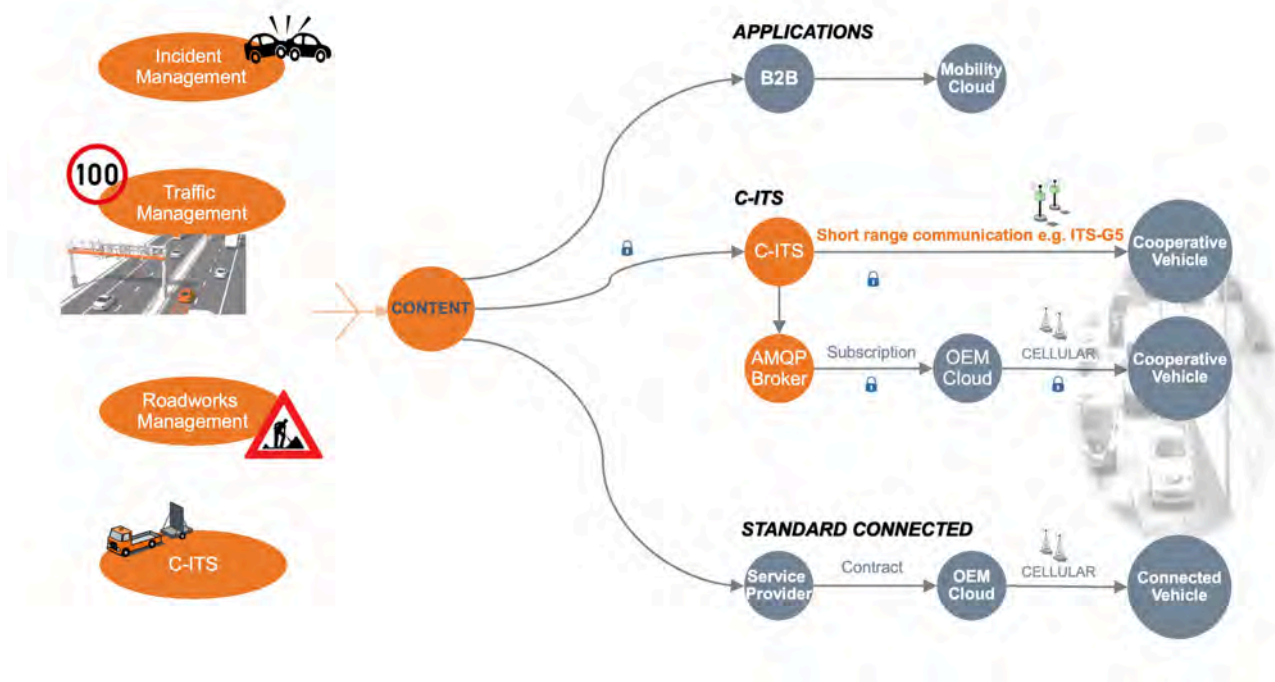 Incident
Management
100
Traffic
Management
Roadworks
Management
C-ITS
CONTENT
APPLICATIONS
B2B
Mobility
Cloud
C-ITS
C-ITS
Short range communication e.g. ITS-G5
Cooperative
Vehicle
AMQP
Broker
Subscription
OEM
Cloud
CELLULAR
Cooperative
Vehicle
STANDARD CONNECTED
Service
Provider
Contract
OEM
Cloud
CELLULAR
Connected
Vehicle